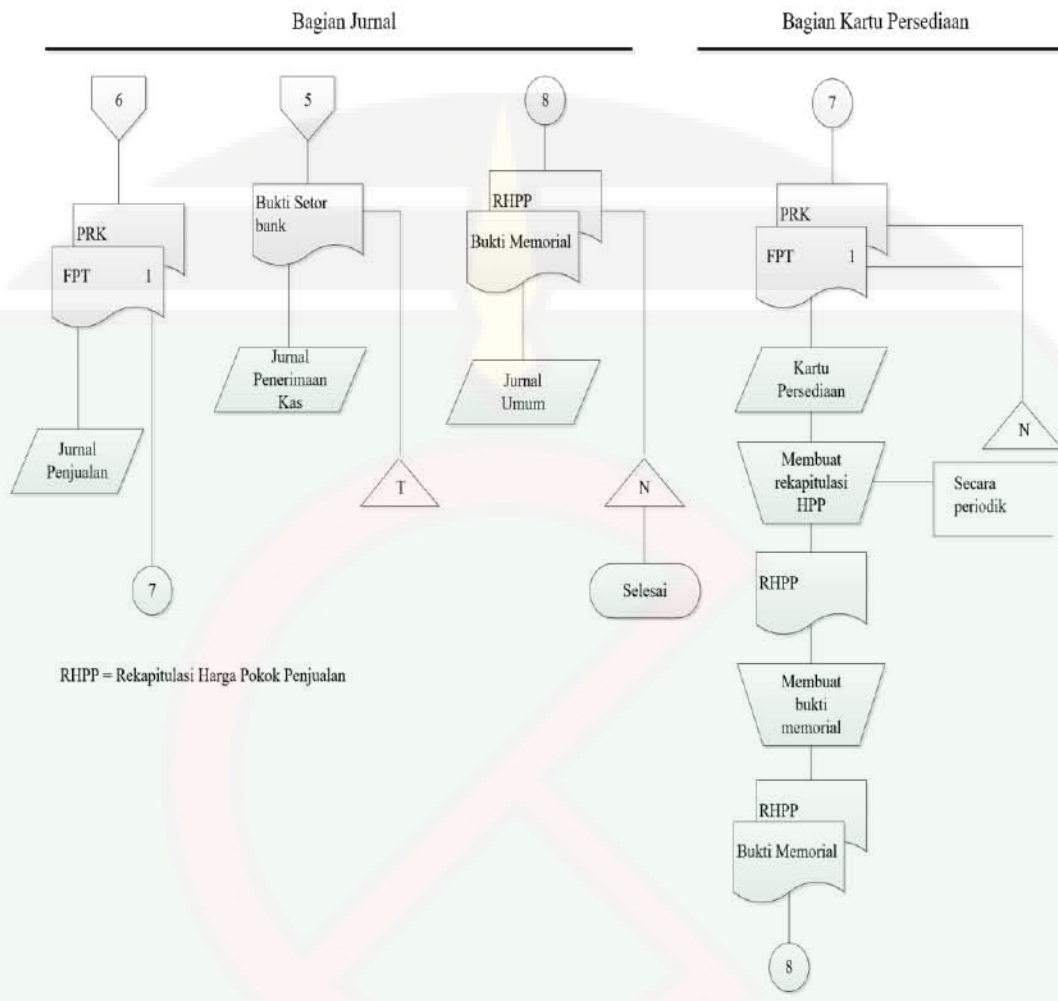 Bagian Jurnal
6
PRK
FPT 1
Jurnal
Penjualan
7
5
Bukti Setor
bank
Jurnal
Penerimaan
Kas
T
8
RHPP
Bukti Memorial
Jurnal
Umum
N
Selesai
RHPP = Rekapitulasi Harga Pokok Penjualan
Bagian Kartu Persediaan
7
PRK
FPT 1
Kartu
Persediaan
N
Membuat
rekapitulasi
HPP
Secara
periodik
RHPP
Membuat
bukti
memorial
RHPP
Bukti Memorial
8